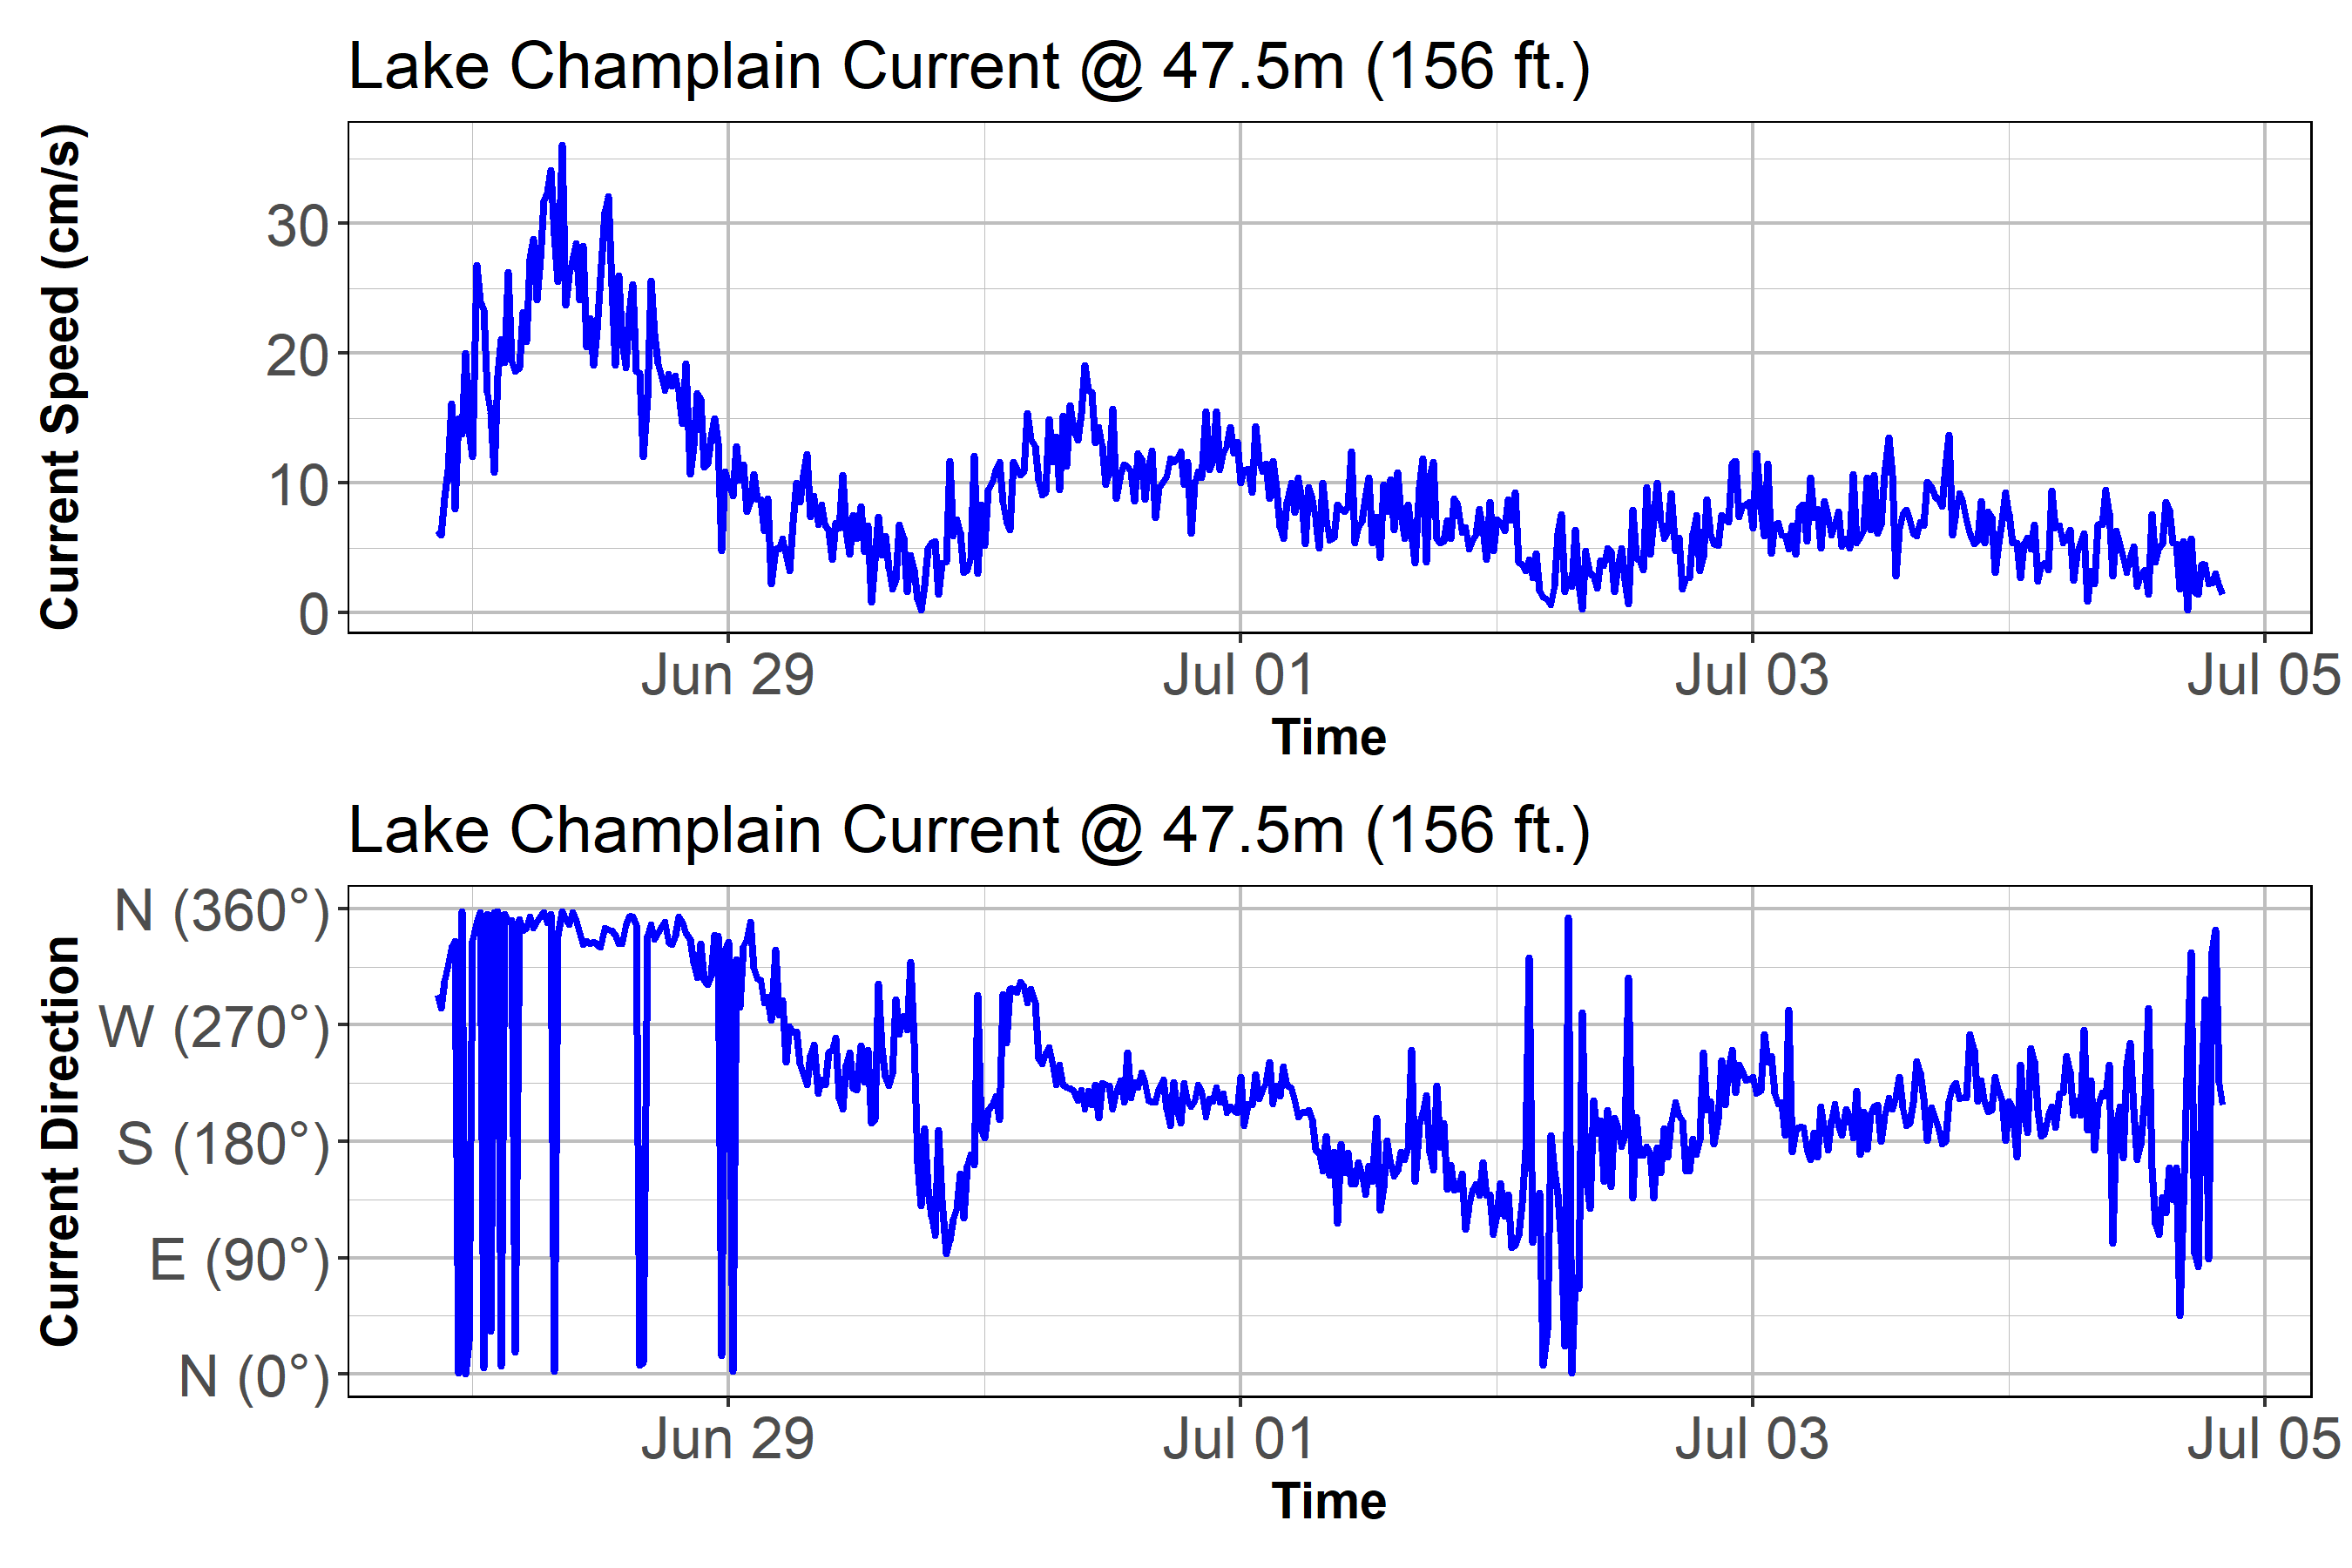 Lake Champlain Current @ 47.5m (156 ft.)
Current Speed (cm/s)
30
20
10
0
Jun 29 Jul 01 Jul 03 Jul 05
Time
Lake Champlain Current @ 47.5m (156 ft.)
Current Direction
N (360°)
W (270°)
S (180°)
E (90°)
N (0°)
Jun 29 Jul 01 Jul 03 Jul 05
Time